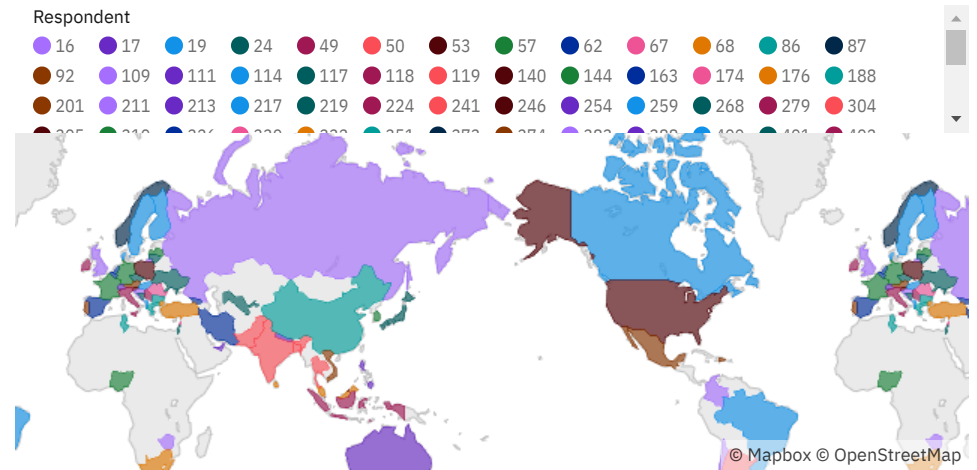 Respondent
16 17 19 24 49 50 53 57 62 67 68 86 87
92 109 111 114 117 118 119 140 144 163 174 176 188
201 211 213 217 219 224 241 246 254 259 268 279 304
© Mapbox © OpenStreetMap